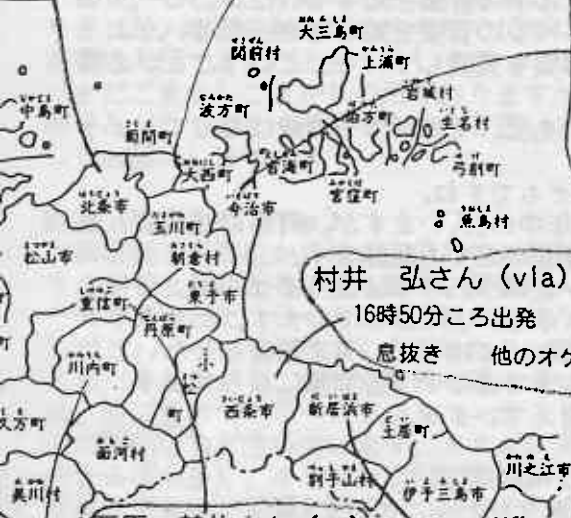 大三島町
関前村
上浦町
岩城村
中島町
波方町
伯方町
生名村
菊間町
大西町
吉海町
弓削町
宮窪町
北条市
今治市
玉川町
魚島村
松山市
朝倉村
重信町
東予市
村井 弘さん (vla)
16時50分ころ出発
丹原町
息抜き 他のオケ
川内町
小
松
町
西条市
新居浜市
土居町
久万町
面河村
別子山村
川之江市
美川村
伊予三島市